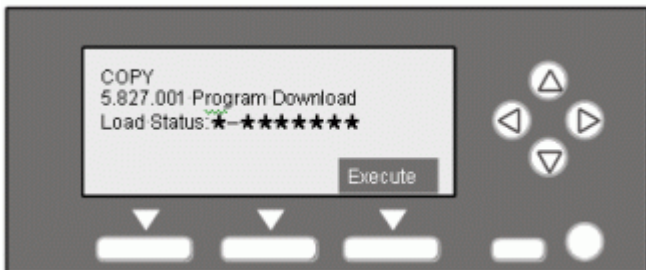 COPY
5.827.001 Program Download
Load Status:★–★★★★★★★
Execute